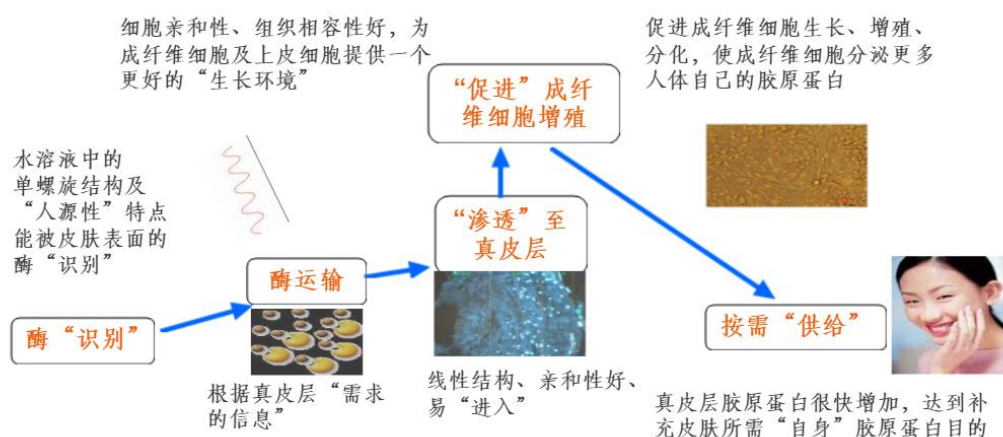 细胞亲和性、组织相容性好，为
成纤维细胞及上皮细胞提供一个
更好的“生长环境”
促进成纤维细胞生长、增殖、
分化，使成纤维细胞分泌更多
人体自己的胶原蛋白
“促进”成纤
维细胞增殖
水溶液中的
单螺旋结构及
“人源性”特点
能被皮肤表面的
酶“识别”
“渗透”至
真皮层
酶运输
酶“识别”
按需“供给”
根据真皮层“需求
的信息”
线性结构、亲和性好、
易“进入”
真皮层胶原蛋白很快增加，达到补
充皮肤所需“自身”胶原蛋白目的